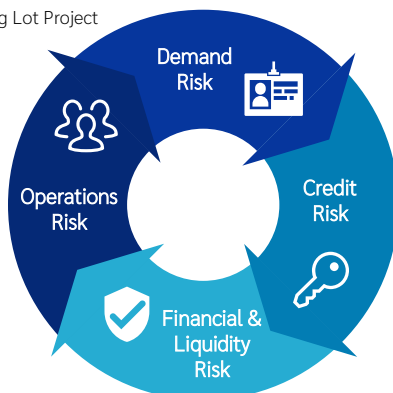 g Lot Project
Demand
Risk
Credit
Risk
Operations
Risk
Financial &
Liquidity
Risk